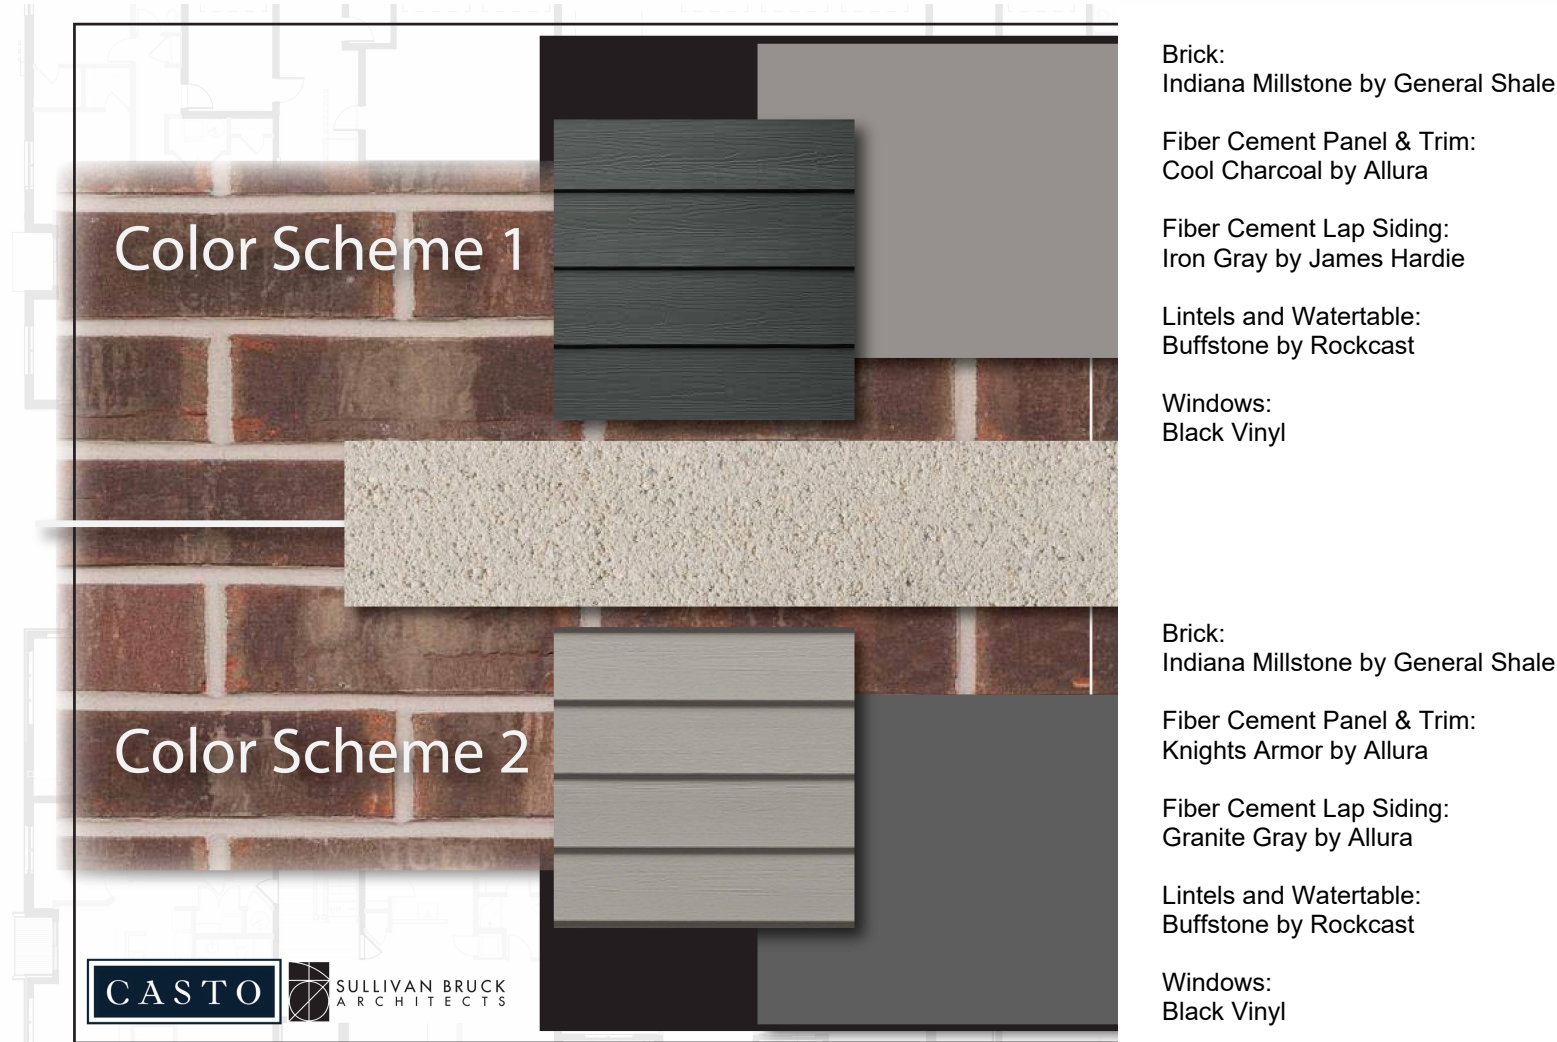 Color Scheme 1
Brick:
Indiana Millstone by General Shale
Fiber Cement Panel & Trim:
Cool Charcoal by Allura
Fiber Cement Lap Siding:
Iron Gray by James Hardie
Lintels and Watertable:
Buffstone by Rockcast
Windows:
Black Vinyl
Color Scheme 2
Brick:
Indiana Millstone by General Shale
Fiber Cement Panel & Trim:
Knights Armor by Allura
Fiber Cement Lap Siding:
Granite Gray by Allura
Lintels and Watertable:
Buffstone by Rockcast
Windows:
Black Vinyl
CASTO
SULLIVAN BRUCK
ARCHITECTS